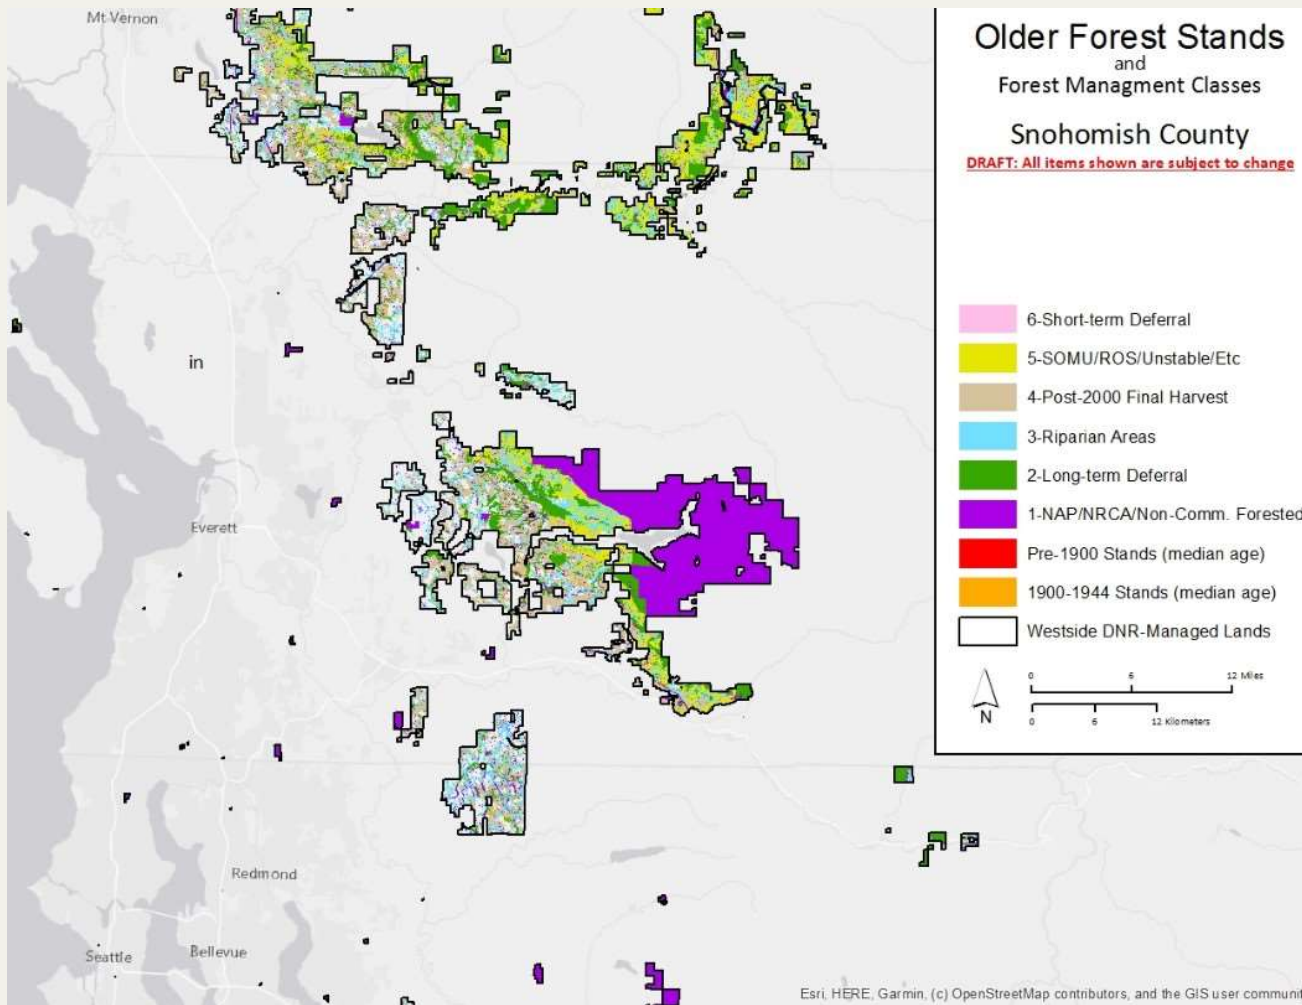 Mt Vernon
in
Everett
Redmond
Seattle
Bellevue
Older Forest Stands
and
Forest Managment Classes
Snohomish County
DRAFT: All items shown are subject to change
6-Short-term Deferral
5-SOMU/ROS/Unstable/Etc
4-Post-2000 Final Harvest
3-Riparian Areas
2-Long-term Deferral
1-NAP/NRCA/Non-Comm. Forested
Pre-1900 Stands (median age)
1900-1944 Stands (median age)
Westside DNR-Managed Lands
N
0 6 12 Miles
0 6 12 Kilometers
Esri, HERE, Garmin, (c) OpenStreetMap contributors, and the GIS user communit